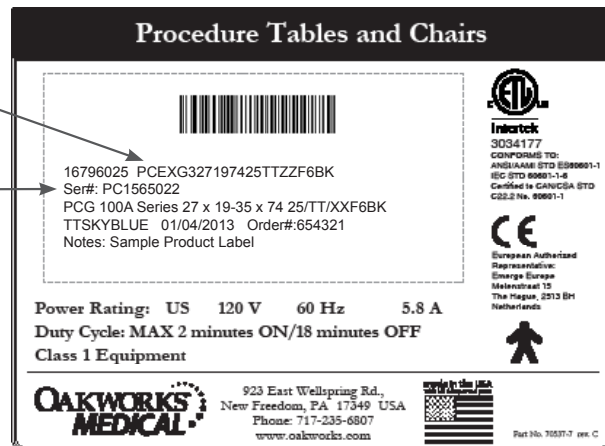 Procedure Tables and Chairs
16796025 PCEXG327197425TTZZF6BK
Ser#: PC1565022
PCG 100A Series 27 x 19-35 x 74 25/TT/XXF6BK
TTSKYBLUE 01/04/2013 Order#:654321
Notes: Sample Product Label
ETL
Intertek
3034177
CONFORMS TO:
ANSI/AAMI STD ES60601-1
IEC STD 60601-1-6
Certified to CAN/CSA STD
C22.2 No. 60601-1
CE
European Authorized
Representative:
Emergo Europe
Molenstraat 15
The Hague, 2513 BH
Netherlands
Power Rating: US 120 V 60 Hz 5.8 A
Duty Cycle: MAX 2 minutes ON/18 minutes OFF
Class 1 Equipment
OAKWORKS
MEDICAL
923 East Wellspring Rd.,
New Freedom, PA 17349 USA
Phone: 717-235-6807
www.oakworks.com
made in the USA
Part No. 70537-7 rev. C